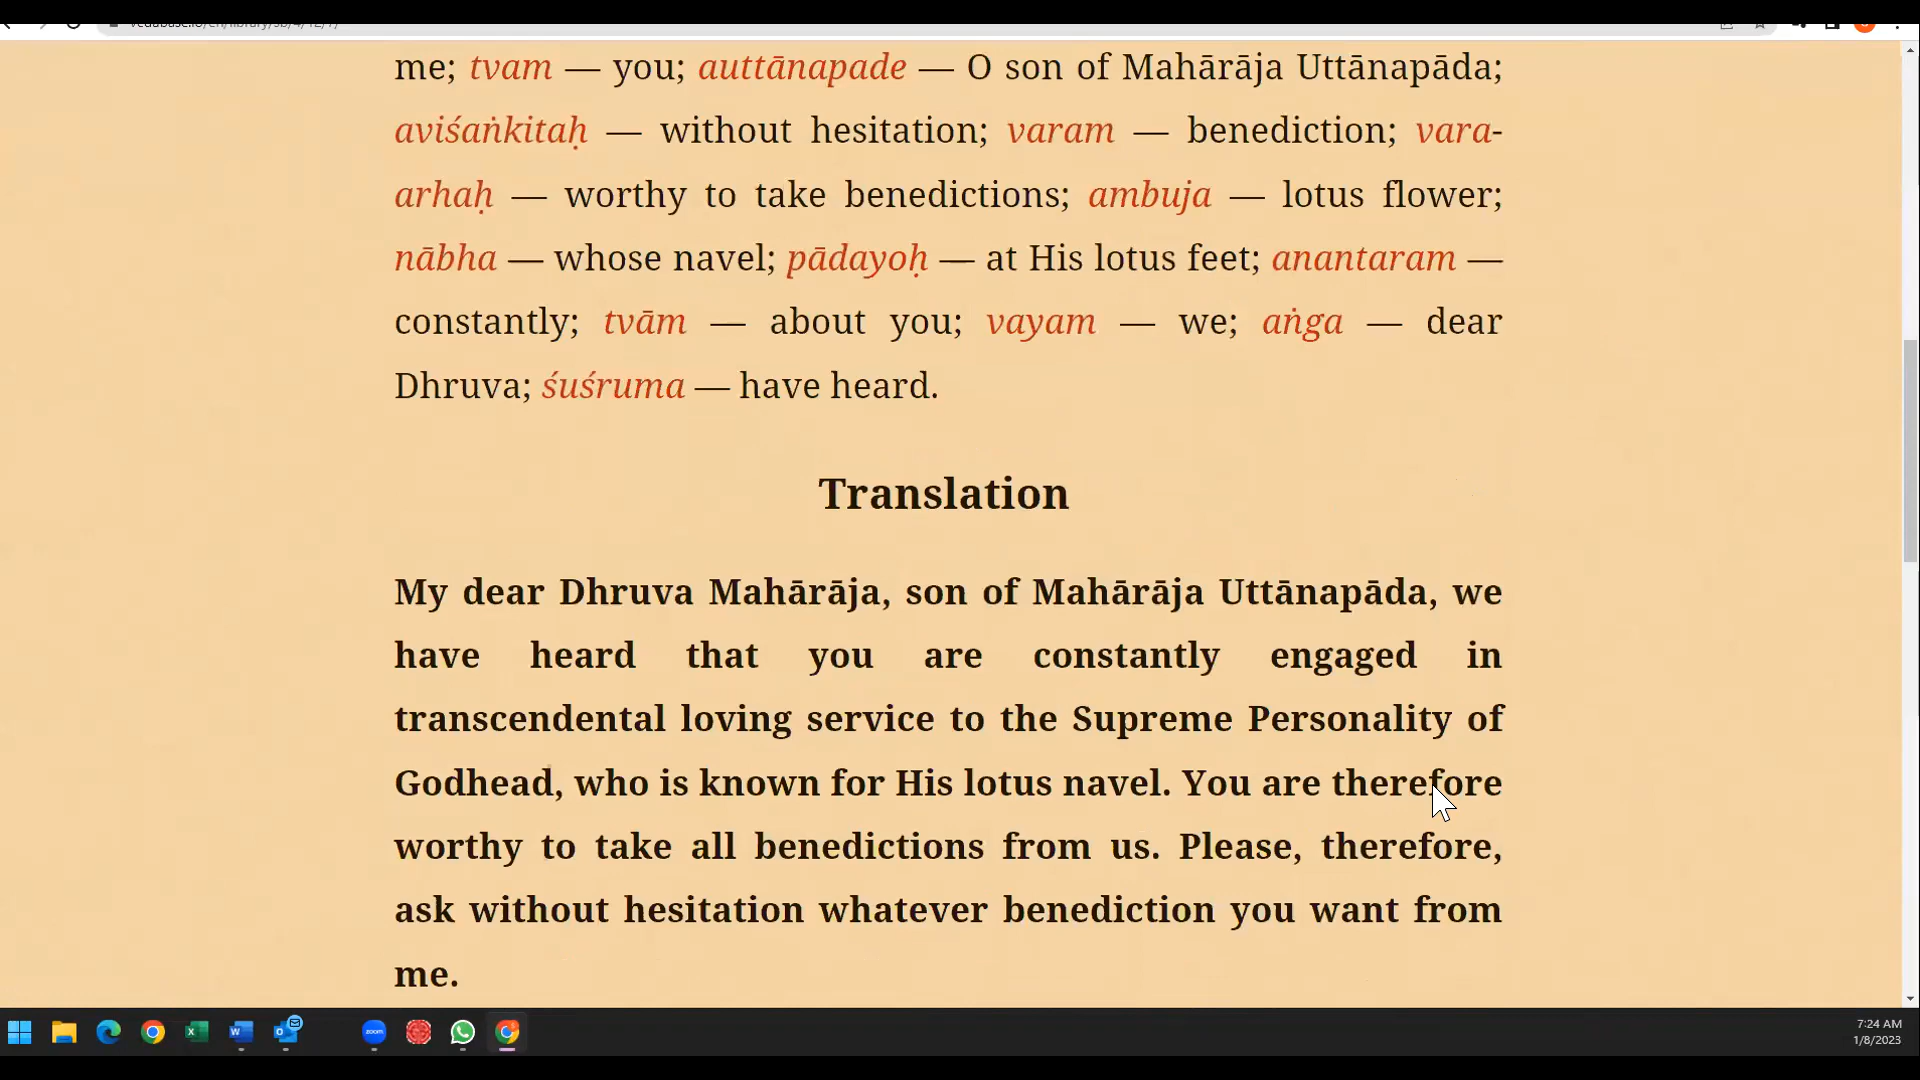 me; tvam — you; auttānapade — O son of Mahārāja Uttānapāda;
aviśaṅkitaḥ — without hesitation; varam — benediction; vara-
arhaḥ — worthy to take benedictions; ambuja — lotus flower;
nābha — whose navel; pādayoḥ — at His lotus feet; anantaram —
constantly; tvām — about you; vayam — we; aṅga — dear
Dhruva; śuśruma — have heard.
Translation
My dear Dhruva Mahārāja, son of Mahārāja Uttānapāda, we
have heard that you are constantly engaged in
transcendental loving service to the Supreme Personality of
Godhead, who is known for His lotus navel. You are therefore
worthy to take all benedictions from us. Please, therefore,
ask without hesitation whatever benediction you want from
me.
zoom
7:24 AM
1/8/2023